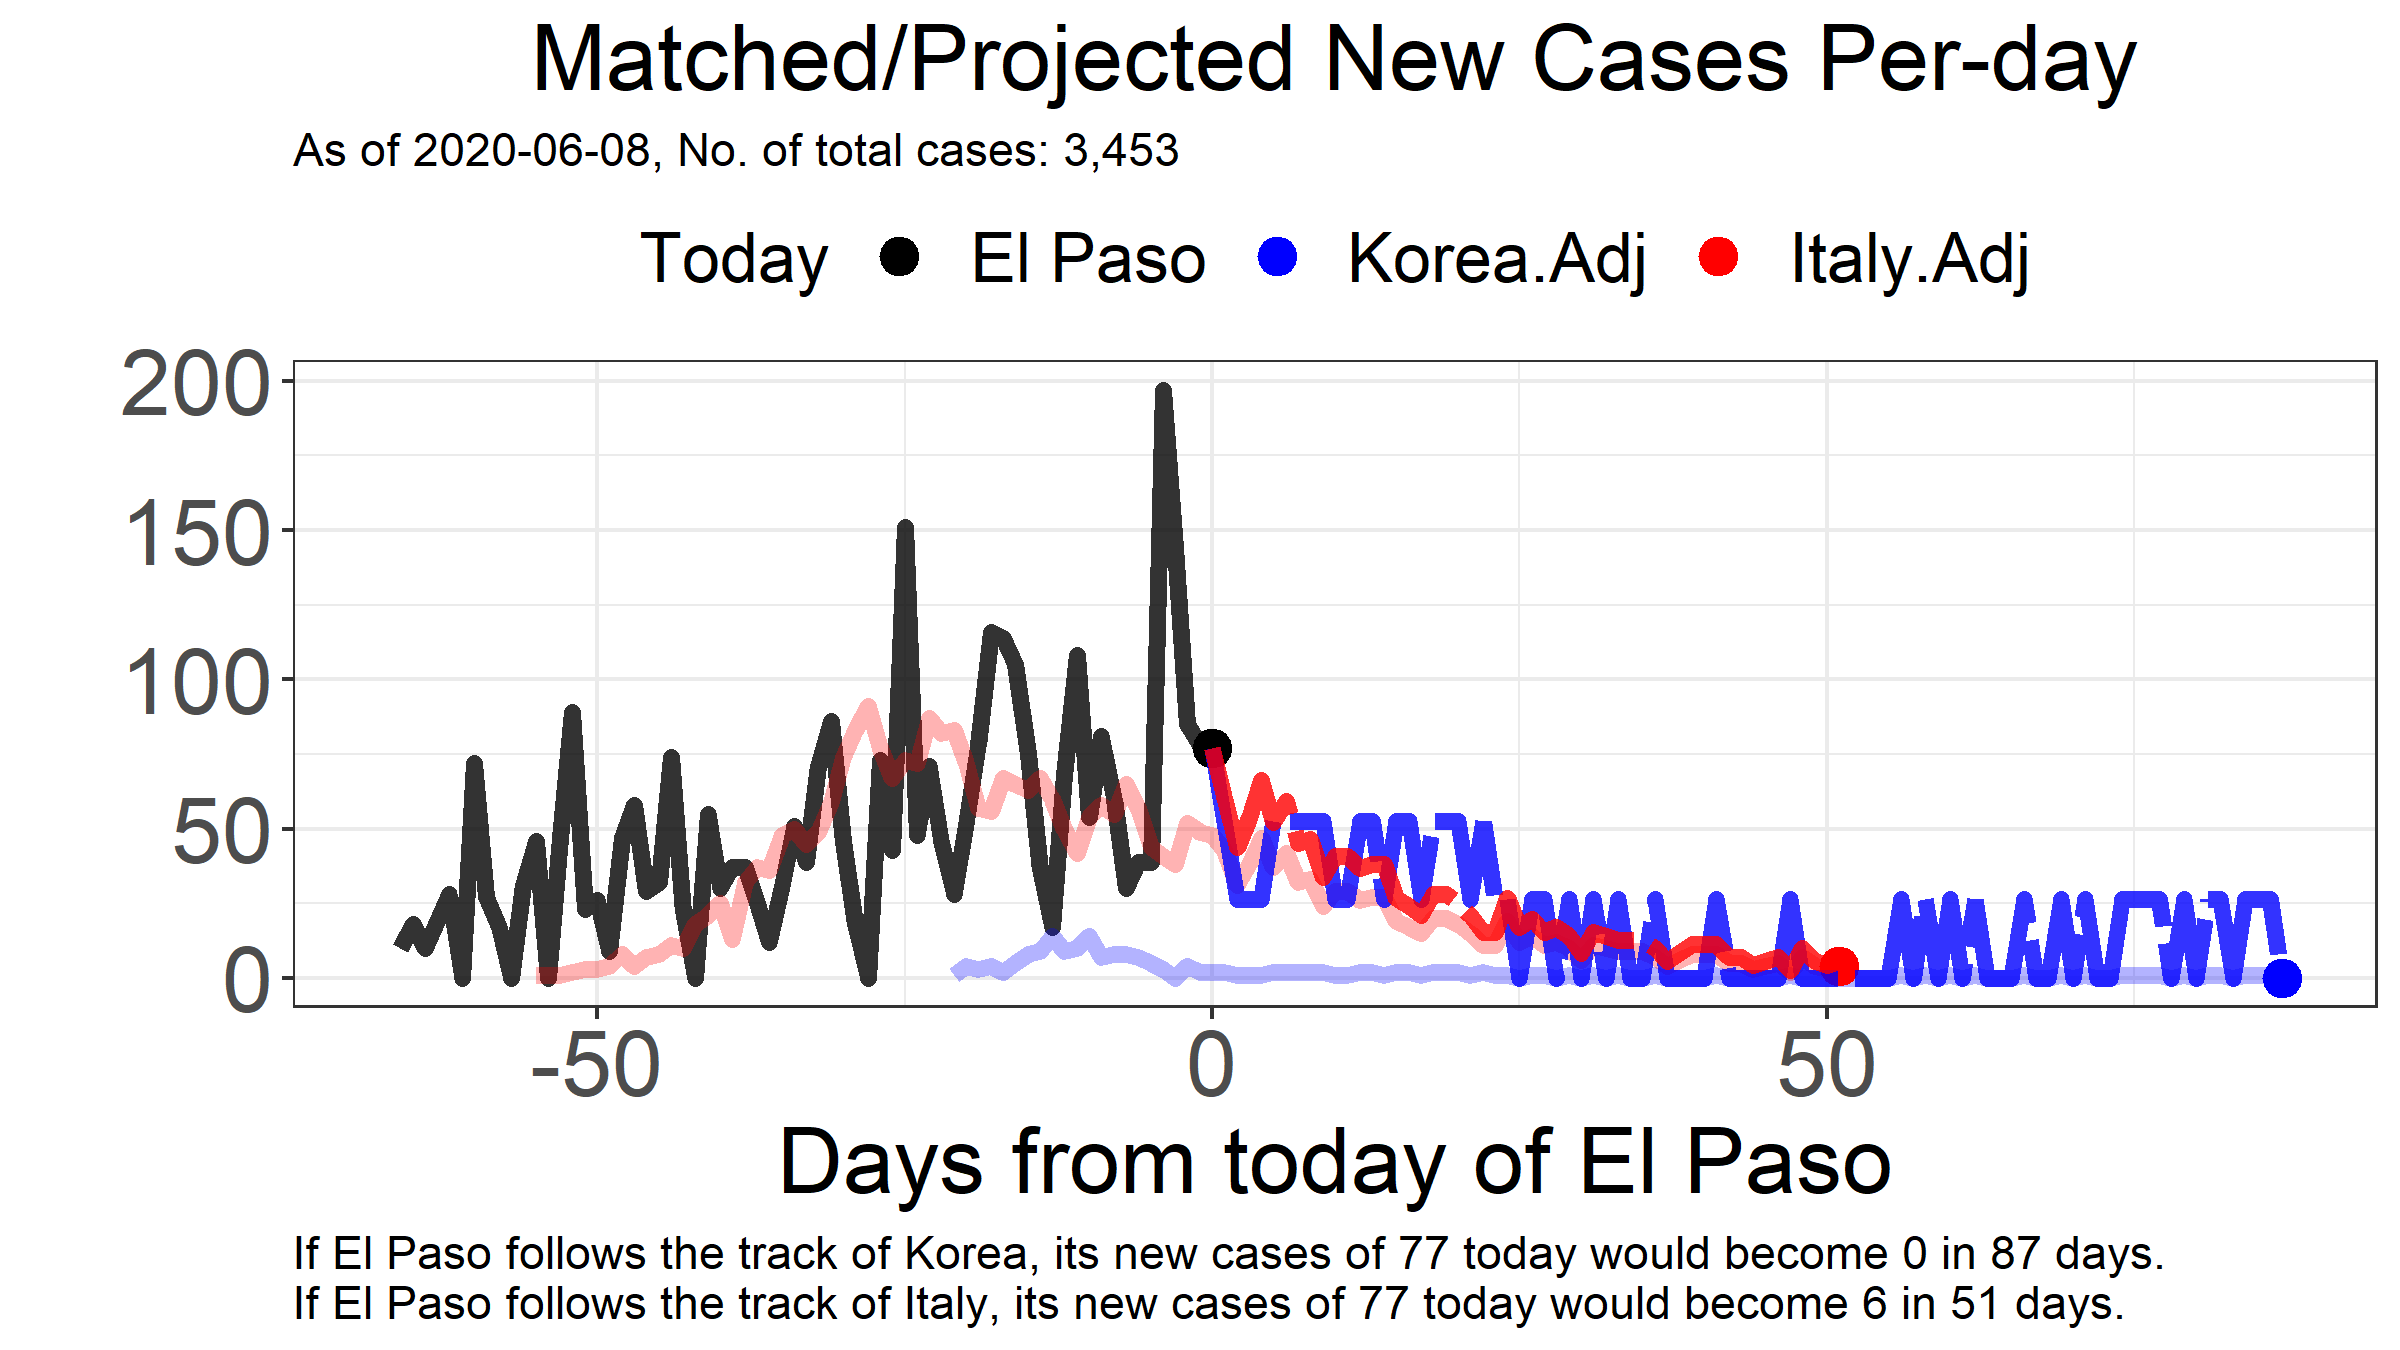 Matched/Projected New Cases Per-day
As of 2020-06-08, No. of total cases: 3,453
Today El Paso Korea.Adj Italy.Adj
200
150
100
50
0
-50 0 50
Days from today of El Paso
If El Paso follows the track of Korea, its new cases of 77 today would become 0 in 87 days.
If El Paso follows the track of Italy, its new cases of 77 today would become 6 in 51 days.